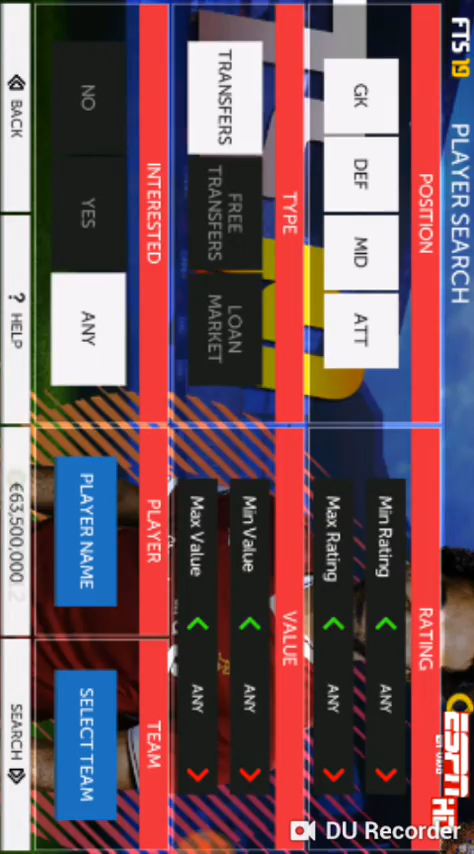 FTS 19 PLAYER SEARCH
POSITION
GK
DEF
MID
ATT
RATING
Min Rating
ANY
Max Rating
ANY
TYPE
TRANSFERS
FREE
TRANSFERS
LOAN
MARKET
VALUE
Min Value
ANY
Max Value
ANY
INTERESTED
NO
YES
ANY
PLAYER
PLAYER NAME
TEAM
SELECT TEAM
BACK
? HELP
€63,500,000
SEARCH
ESPN HD
DU Recorder